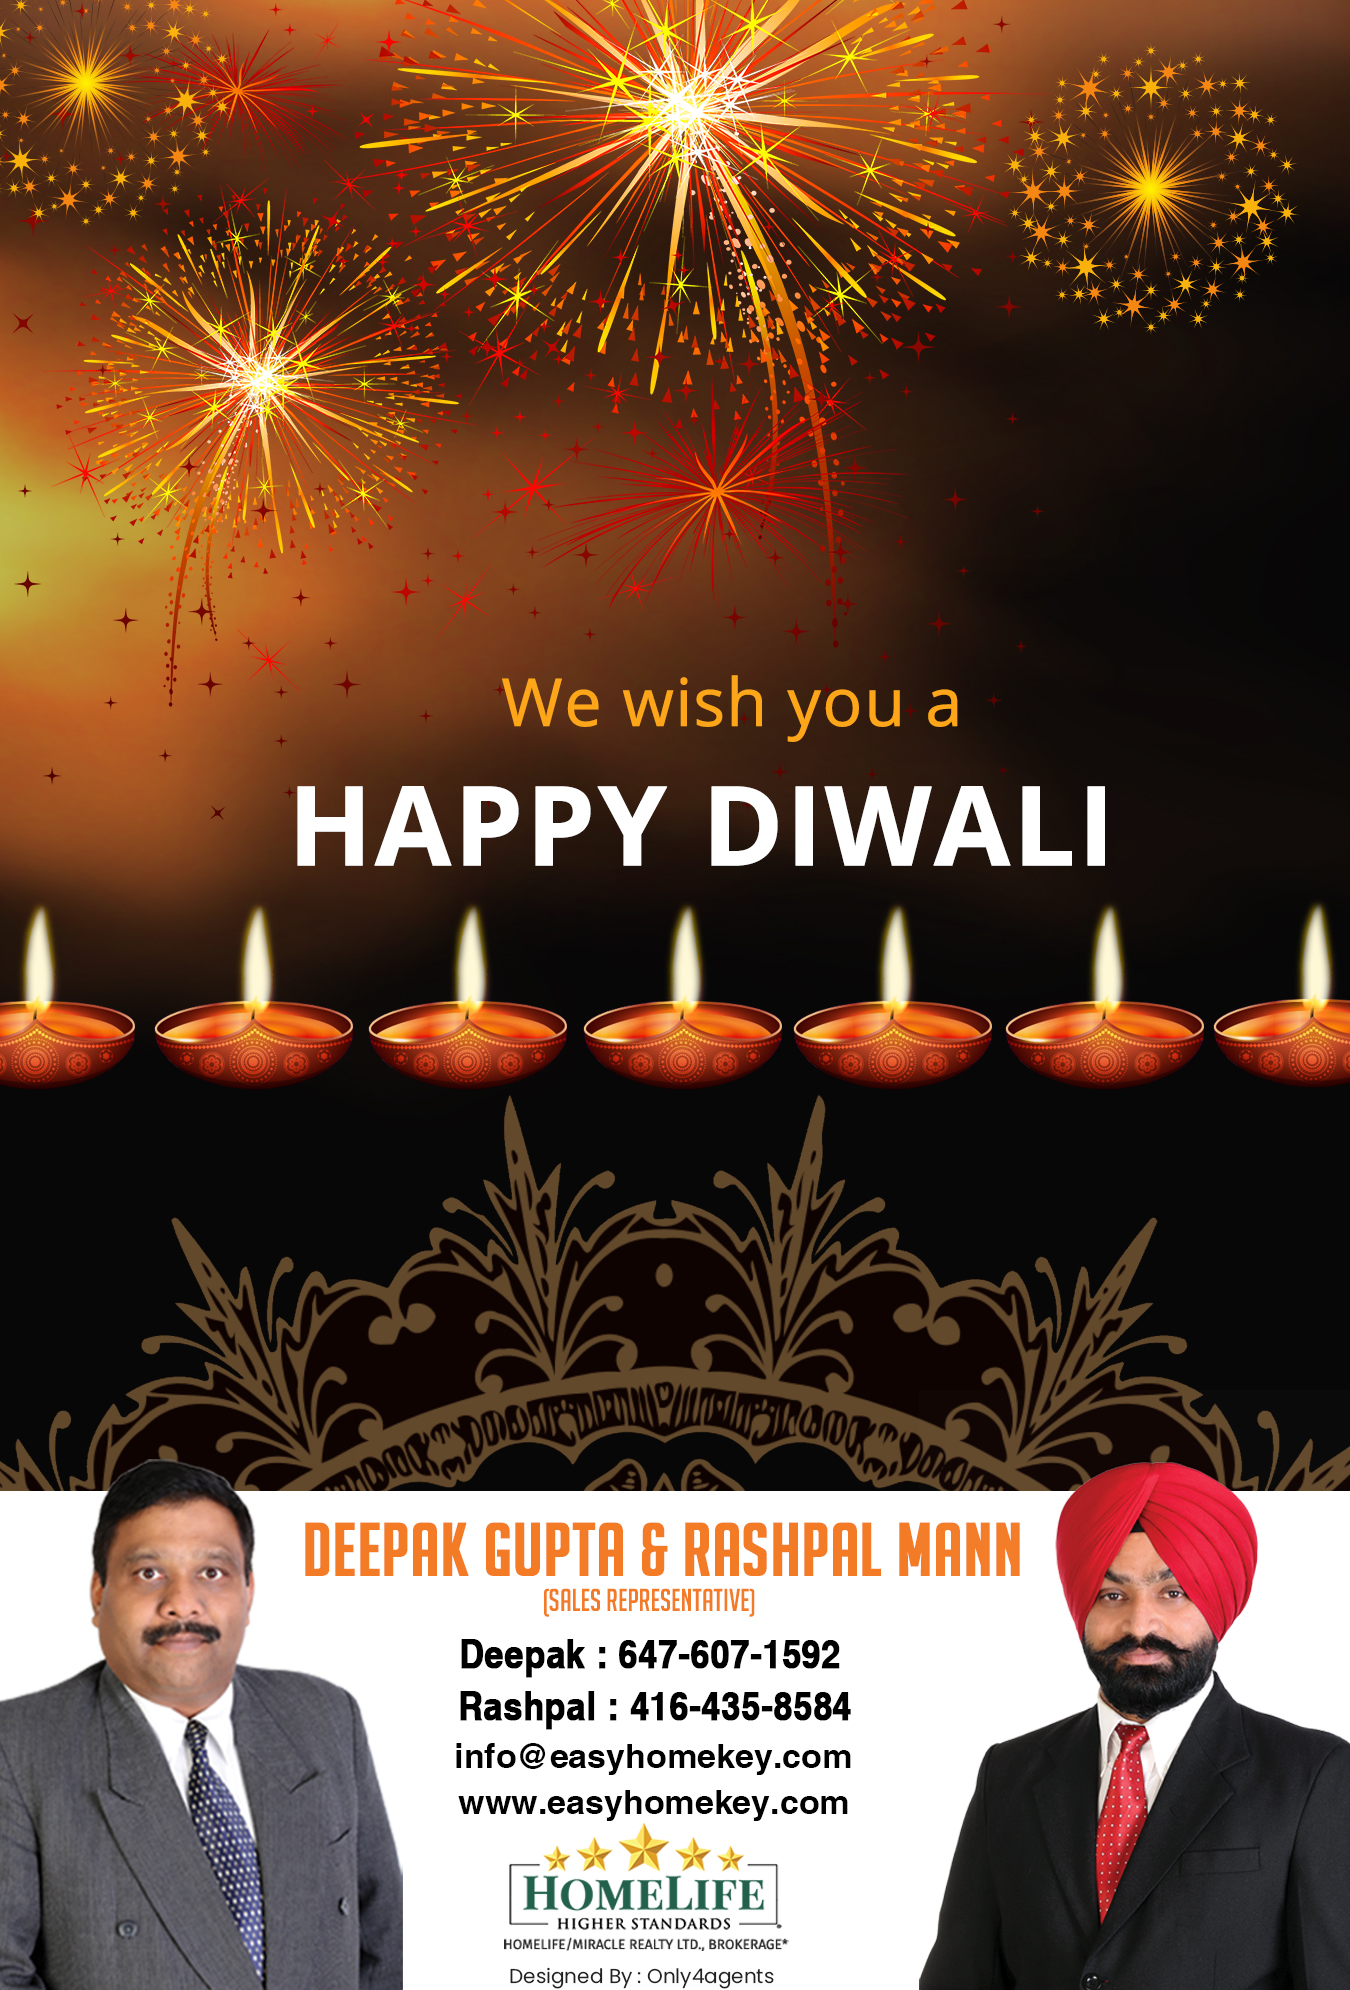 We wish you a
HAPPY DIWALI
DEEPAK GUPTA & RASHPAL MANN
(SALES REPRESENTATIVE)
Deepak : 647-607-1592
Rashpal : 416-435-8584
info@easyhomekey.com
www.easyhomekey.com
HOMELIFE
HIGHER STANDARDS
HOMELIFE/MIRACLE REALTY LTD., BROKERAGE*
Designed By : Only4agents